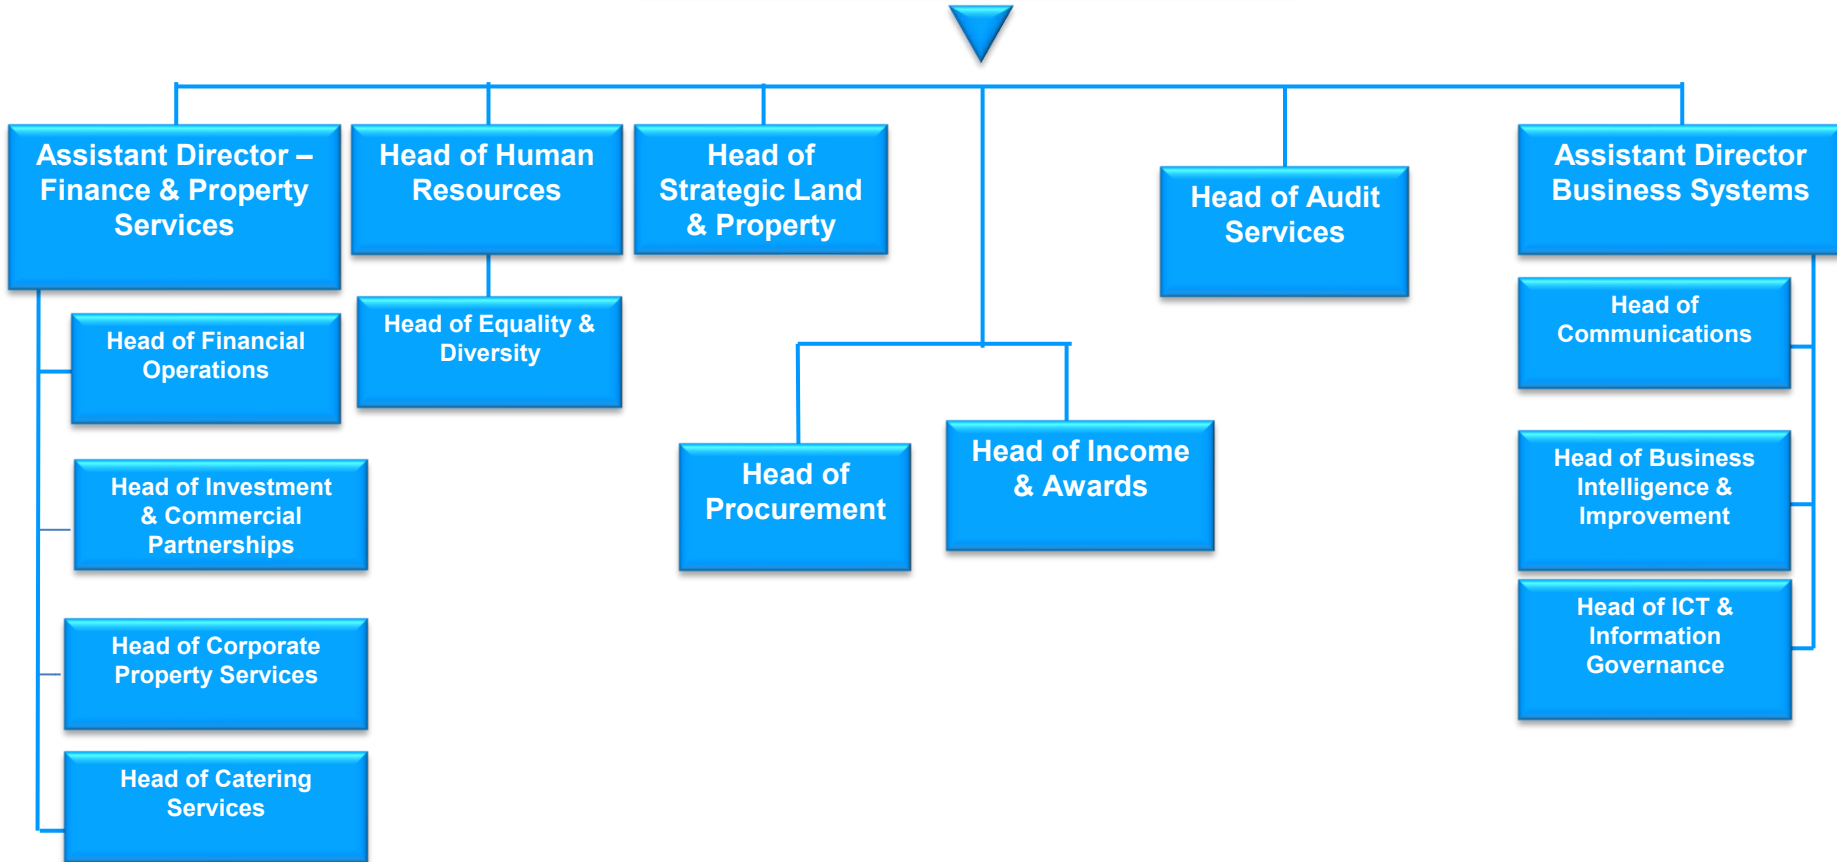 Assistant Director –
Finance & Property
Services
Head of Human
Resources
Head of
Strategic Land
& Property
Head of Audit
Services
Assistant Director
Business Systems
Head of Financial
Operations
Head of Equality &
Diversity
Head of
Communications
Head of Investment
& Commercial
Partnerships
Head of
Procurement
Head of Income
& Awards
Head of Business
Intelligence &
Improvement
Head of Corporate
Property Services
Head of ICT &
Information
Governance
Head of Catering
Services